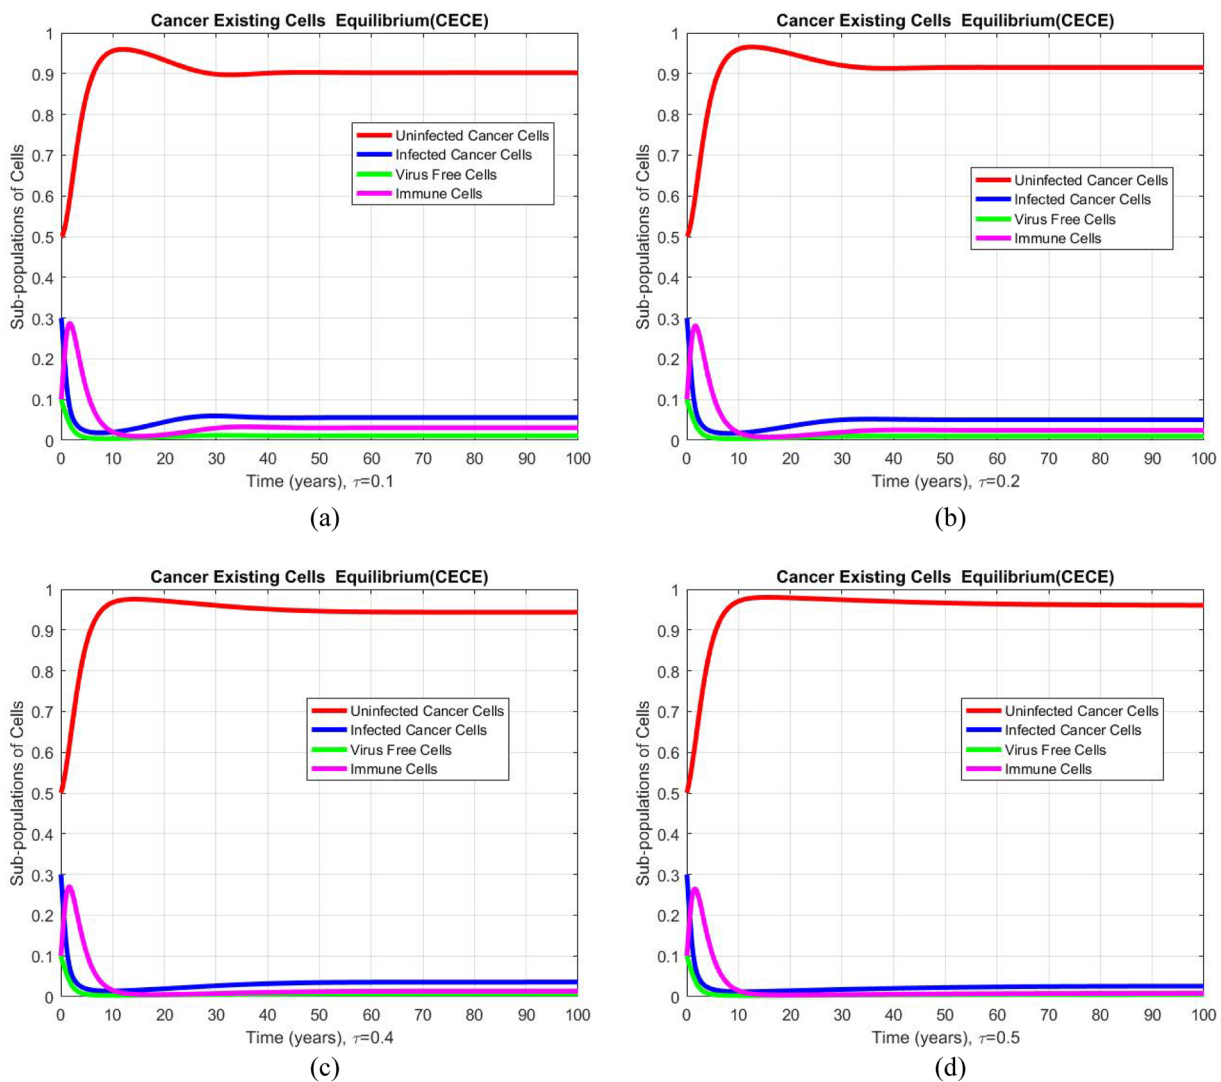 Cancer Existing Cells  Equilibrium(CECE)
Sub-populations of Cells
1
0.9
0.8
0.7
0.6
0.5
0.4
0.3
0.2
0.1
0
Uninfected Cancer Cells
Infected Cancer Cells
Virus Free Cells
Immune Cells
0 10 20 30 40 50 60 70 80 90 100
Time (years), τ=0.1
(a)
Cancer Existing Cells  Equilibrium(CECE)
Sub-populations of Cells
1
0.9
0.8
0.7
0.6
0.5
0.4
0.3
0.2
0.1
0
Uninfected Cancer Cells
Infected Cancer Cells
Virus Free Cells
Immune Cells
0 10 20 30 40 50 60 70 80 90 100
Time (years), τ=0.2
(b)
Cancer Existing Cells  Equilibrium(CECE)
Sub-populations of Cells
1
0.9
0.8
0.7
0.6
0.5
0.4
0.3
0.2
0.1
0
Uninfected Cancer Cells
Infected Cancer Cells
Virus Free Cells
Immune Cells
0 10 20 30 40 50 60 70 80 90 100
Time (years), τ=0.4
(c)
Cancer Existing Cells  Equilibrium(CECE)
Sub-populations of Cells
1
0.9
0.8
0.7
0.6
0.5
0.4
0.3
0.2
0.1
0
Uninfected Cancer Cells
Infected Cancer Cells
Virus Free Cells
Immune Cells
0 10 20 30 40 50 60 70 80 90 100
Time (years), τ=0.5
(d)